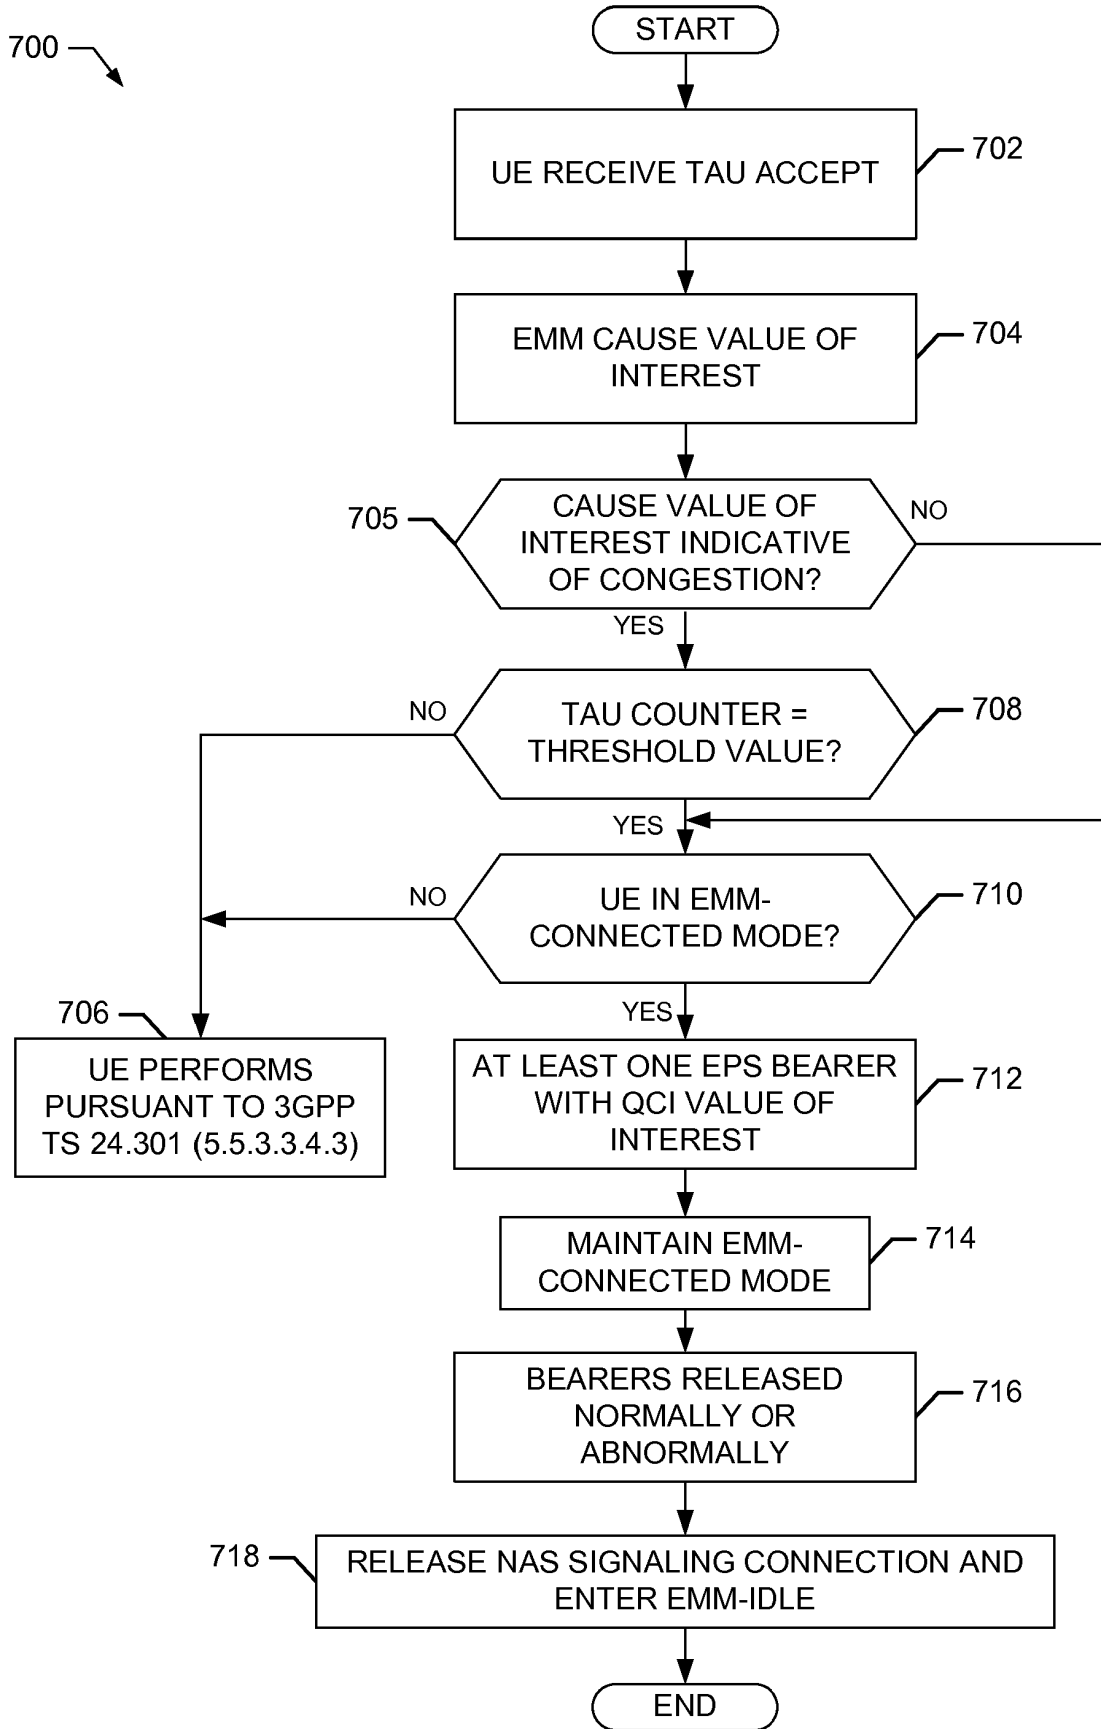 700
START
UE RECEIVE TAU ACCEPT
702
EMM CAUSE VALUE OF
INTEREST
704
705
CAUSE VALUE OF
INTEREST INDICATIVE
OF CONGESTION?
NO
YES
NO
TAU COUNTER =
THRESHOLD VALUE?
708
YES
NO
UE IN EMM-
CONNECTED MODE?
710
YES
706
UE PERFORMS
PURSUANT TO 3GPP
TS 24.301 (5.5.3.3.4.3)
AT LEAST ONE EPS BEARER
WITH QCI VALUE OF
INTEREST
712
MAINTAIN EMM-
CONNECTED MODE
714
BEARERS RELEASED
NORMALLY OR
ABNORMALLY
716
718
RELEASE NAS SIGNALING CONNECTION AND
ENTER EMM-IDLE
END